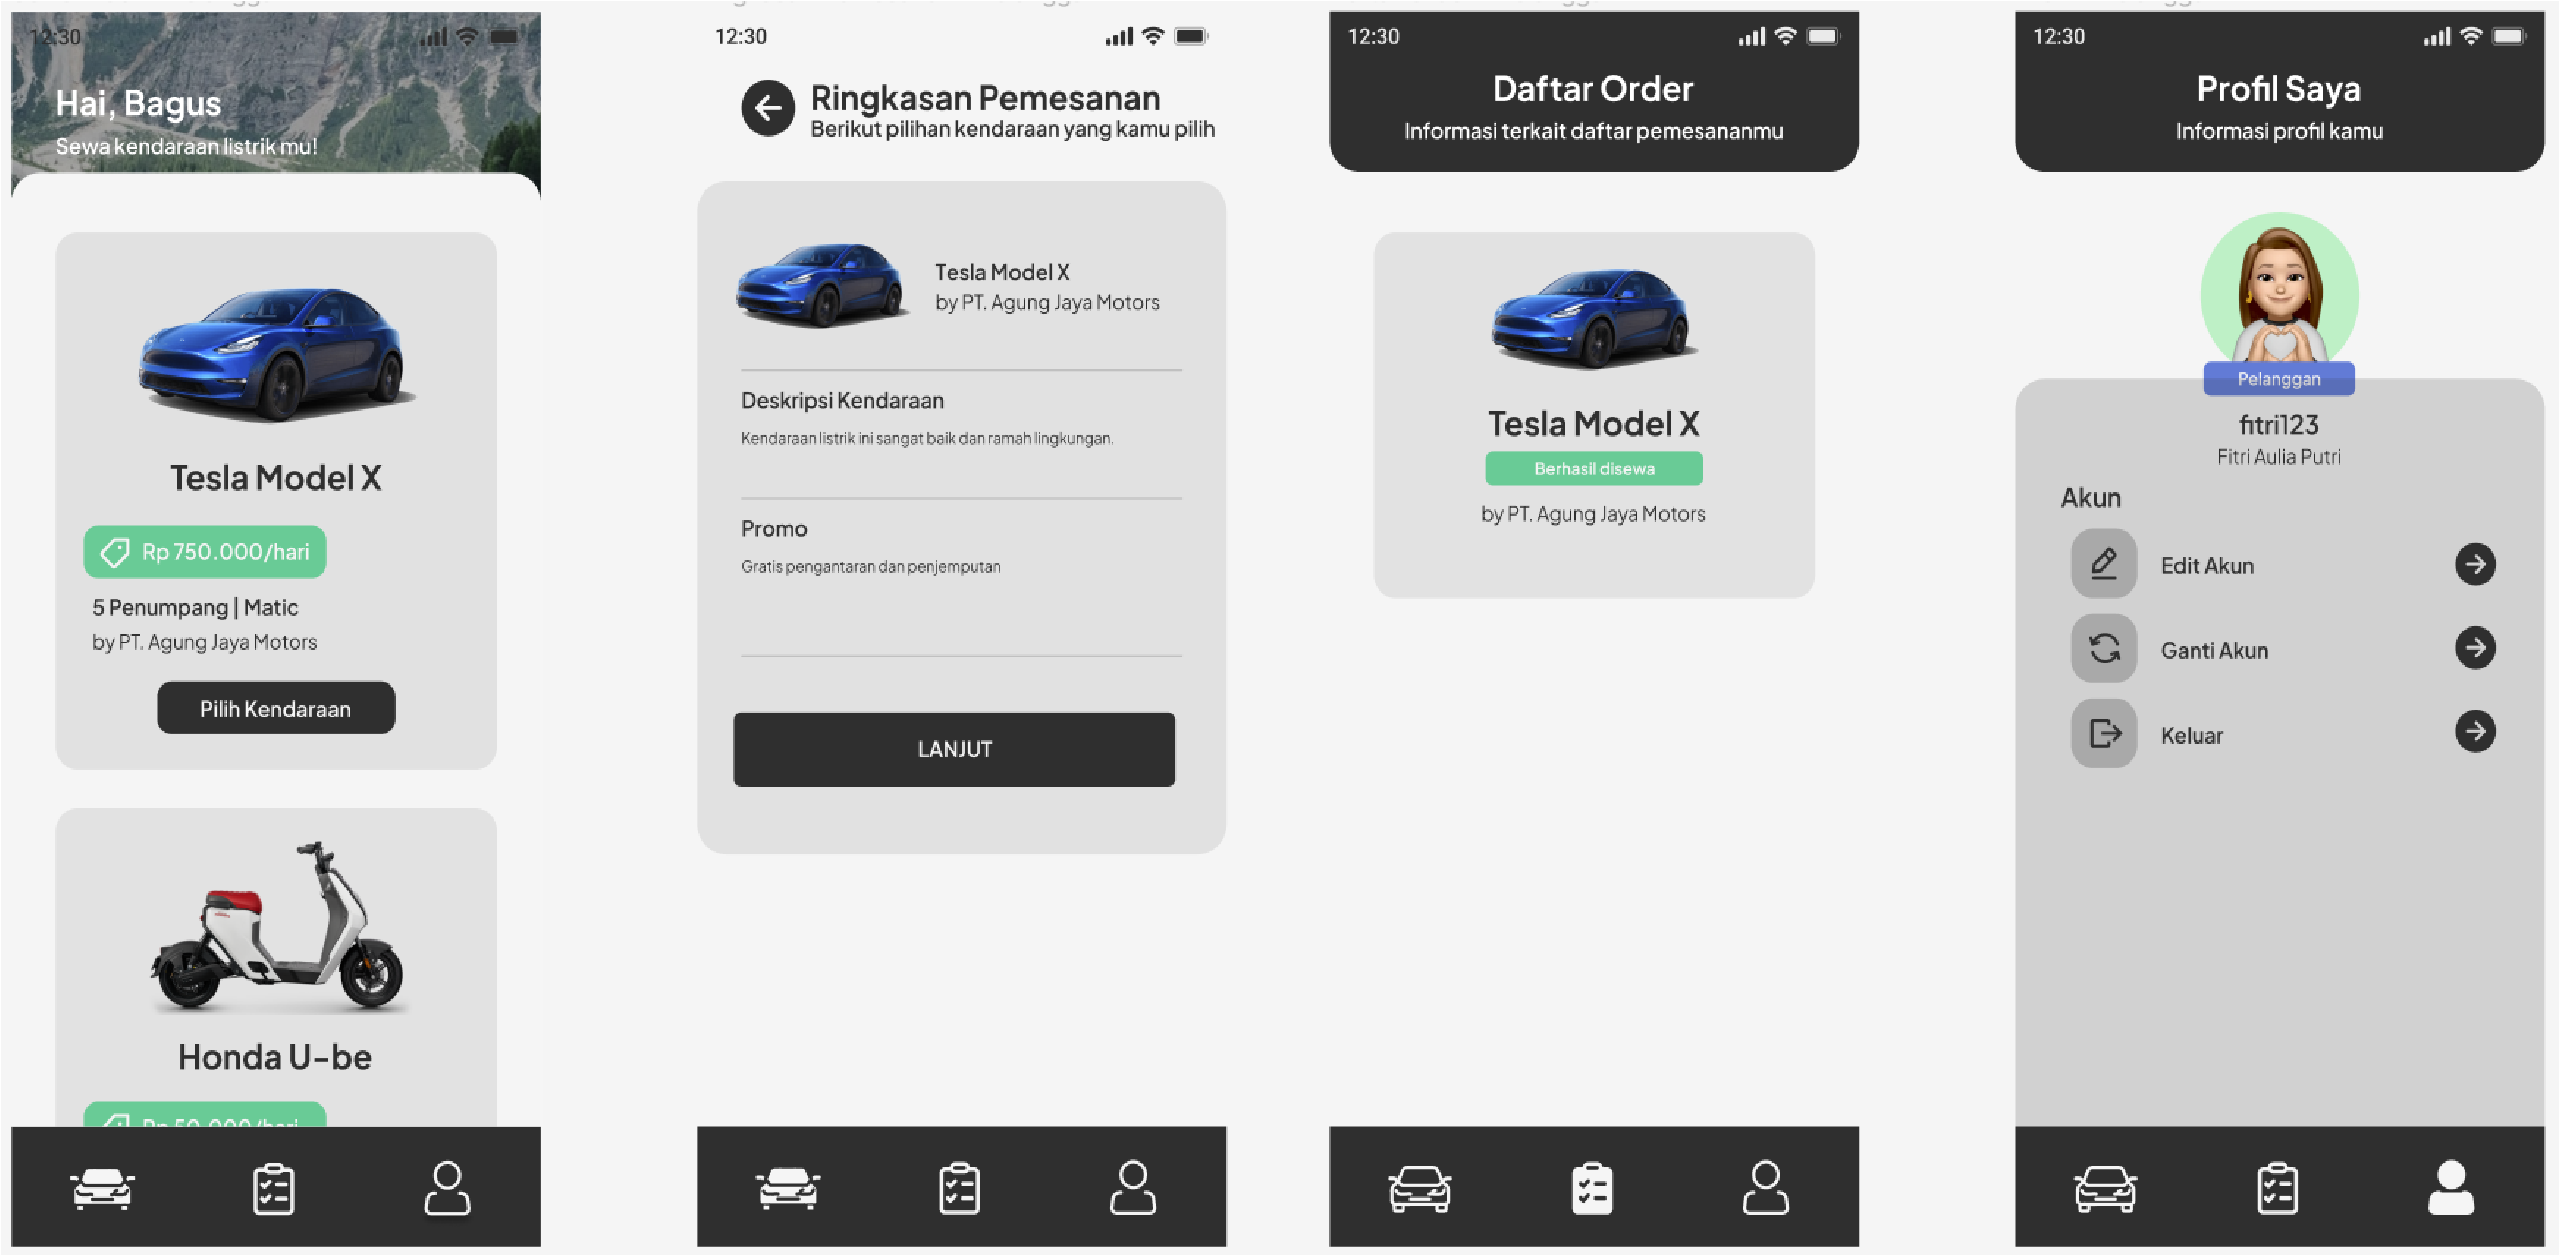 12:30
Hai, Bagus
Sewa kendaraan listrik mu!
Tesla Model X
Rp 750.000/hari
5 Penumpang | Matic
by PT. Agung Jaya Motors
Pilih Kendaraan
Honda U-be
Rp 50.000/hari
12:30
Ringkasan Pemesanan
Berikut pilihan kendaraan yang kamu pilih
Tesla Model X
by PT. Agung Jaya Motors
Deskripsi Kendaraan
Kendaraan listrik ini sangat baik dan ramah lingkungan.
Promo
Gratis pengantaran dan penjemputan
LANJUT
12:30
Daftar Order
Informasi terkait daftar pemesananmu
Tesla Model X
Berhasil disewa
by PT. Agung Jaya Motors
12:30
Profil Saya
Informasi profil kamu
Pelanggan
fitri123
Fitri Aulia Putri
Akun
Edit Akun
Ganti Akun
Keluar